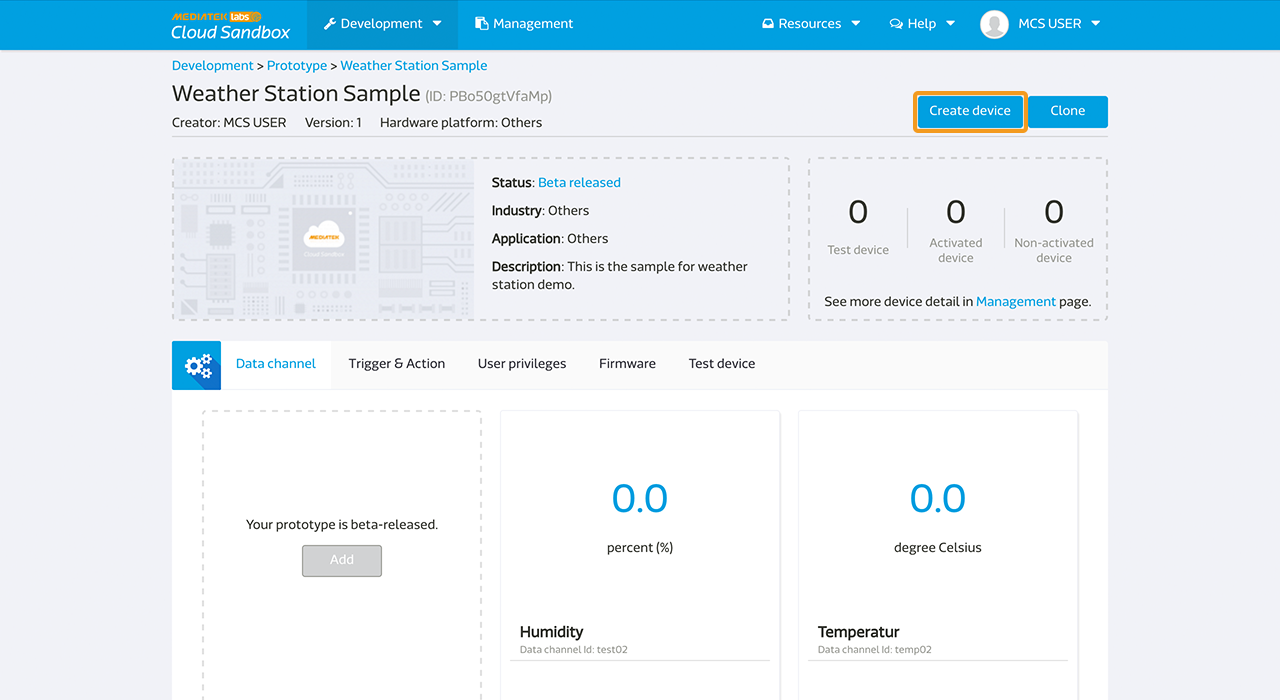 MEDIATEK labs
Cloud Sandbox
Development
Management
Resources
Help
MCS USER
Development > Prototype > Weather Station Sample
Weather Station Sample (ID: PBo50gtVfaMp)
Creator: MCS USER Version: 1 Hardware platform: Others
Create device
Clone
MEDIATEK
Cloud Sandbox
Status: Beta released
Industry: Others
Application: Others
Description: This is the sample for weather
station demo.
0
Test device
0
Activated
device
0
Non-activated
device
See more device detail in Management page.
Data channel
Trigger & Action
User privileges
Firmware
Test device
Your prototype is beta-released.
Add
0.0
percent (%)
Humidity
Data channel Id: test02
0.0
degree Celsius
Temperatur
Data channel Id: temp02